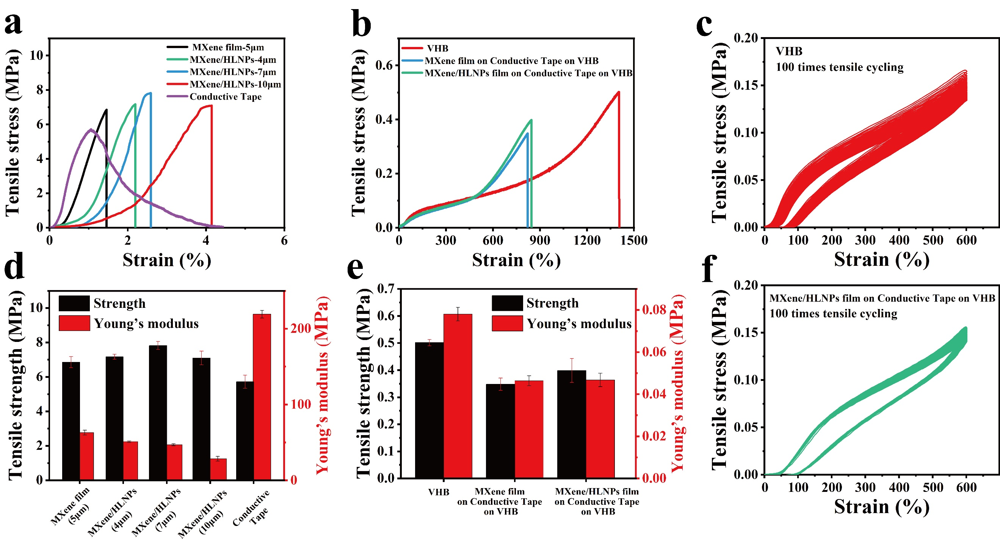 a
Tensile stress (MPa)
10
8
6
4
2
0
0 2 4 6
Strain (%)
MXene film-5μm
MXene/HLNPs-4μm
MXene/HLNPs-7μm
MXene/HLNPs-10μm
Conductive Tape
b
Tensile stress (MPa)
0.6
0.4
0.2
0.0
0 300 600 900 1200 1500
Strain (%)
VHB
MXene film on Conductive Tape on VHB
MXene/HLNPs film on Conductive Tape on VHB
c
Tensile stress (MPa)
0.20
0.15
0.10
0.05
0.00
0 100 200 300 400 500 600
Strain (%)
VHB
100 times tensile cycling
d
Tensile strength (MPa)
10
8
6
4
2
0
Strength
Young's modulus
200
100
0
Young's modulus (MPa)
MXene film
(5μm)
MXene/HLNPs
(4μm)
MXene/HLNPs
(7μm)
MXene/HLNPs
(10μm)
Conductive
Tape
e
Tensile strength (MPa)
0.7
0.6
0.5
0.4
0.3
0.2
0.1
0.0
Strength
Young's modulus
0.08
0.06
0.04
0.02
0.00
Young's modulus (MPa)
VHB
MXene film
on Conductive Tape
on VHB
MXene/HLNPs film
on Conductive Tape
on VHB
f
Tensile stress (MPa)
0.20
0.15
0.10
0.05
0.00
0 100 200 300 400 500 600
Strain (%)
MXene/HLNPs film on Conductive Tape on VHB
100 times tensile cycling